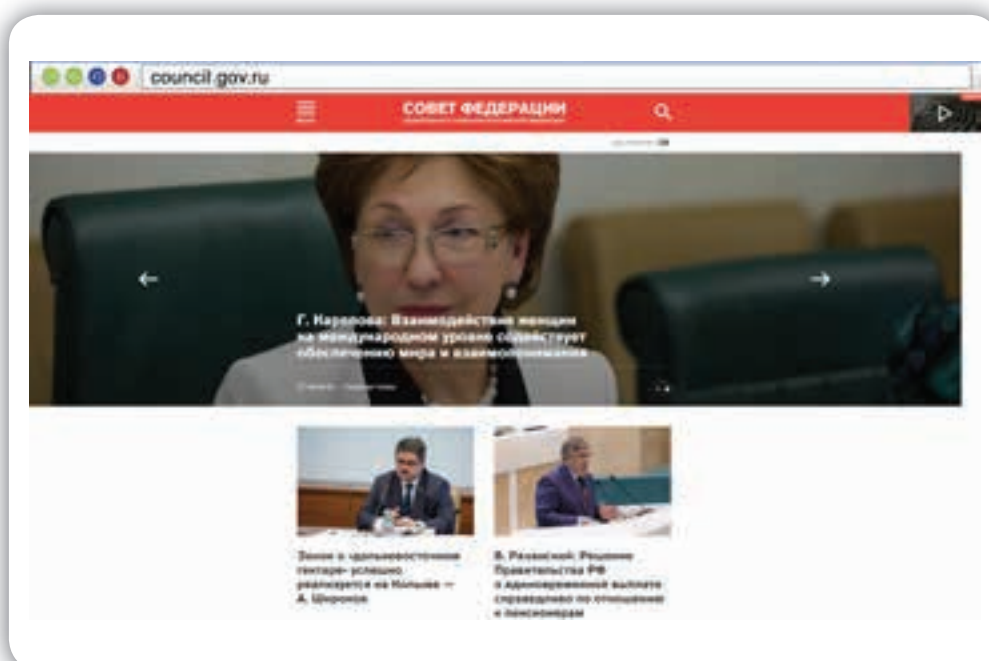 council.gov.ru
СОВЕТ ФЕДЕРАЦИИ
Г. Карелова: Взаимодействие женщин
на международном уровне содействует
обеспечению мира и взаимопонимания
Закон о «дальневосточном
гектаре» успешно
реализуется на Колыме —
А. Широков
В. Рязанский: Решение
Правительства РФ
о единовременной выплате
справедливо по отношению
к пенсионерам